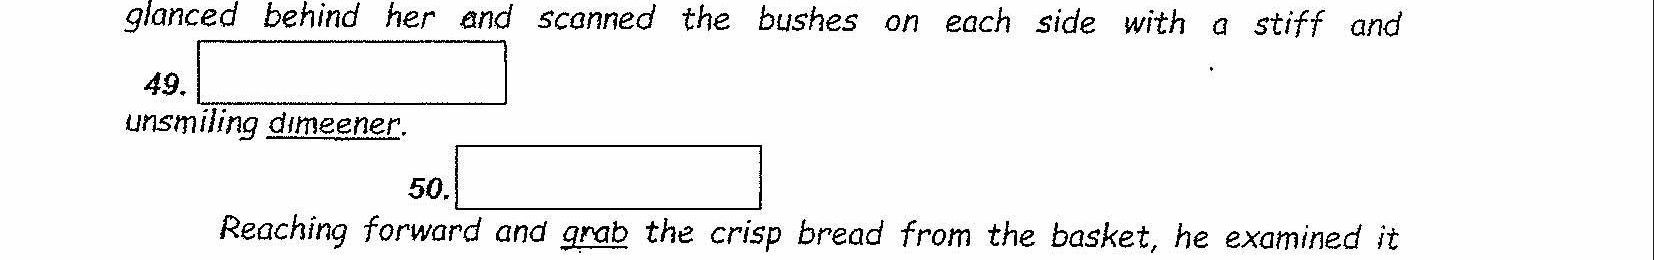 glanced behind her and scanned the bushes on each side with a stiff and
49.
unsmiling dimeener.
50.
Reaching forward and grab the crisp bread from the basket, he examined it